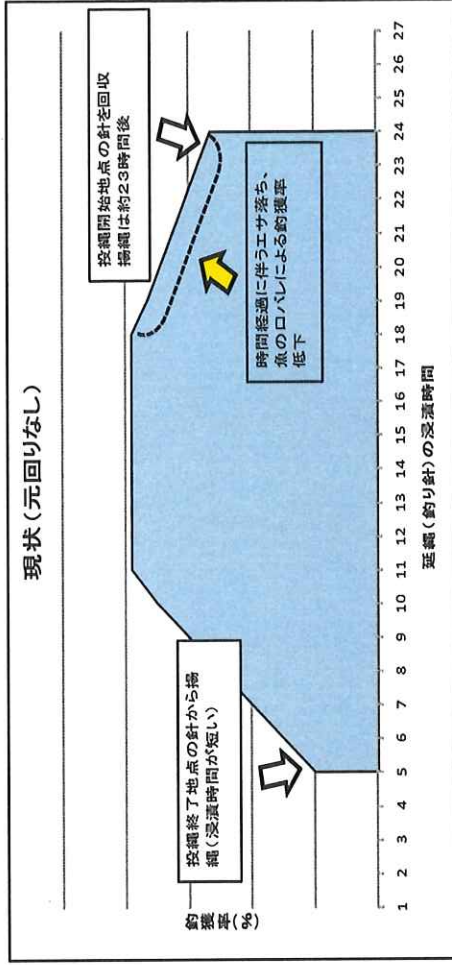 現状(元回りなし)
投縄開始地点の針を回収
揚縄は約23時間後
投縄終了地点の針から揚
縄(浸漬時間が短い)
時間経過に伴うエサ落ち、
魚の口バレによる釣獲率
低下
釣獲率(%)
1 2 3 4 5 6 7 8 9 10 11 12 13 14 15 16 17 18 19 20 21 22 23 24 25 26 27
延縄(釣り針)の浸漬時間